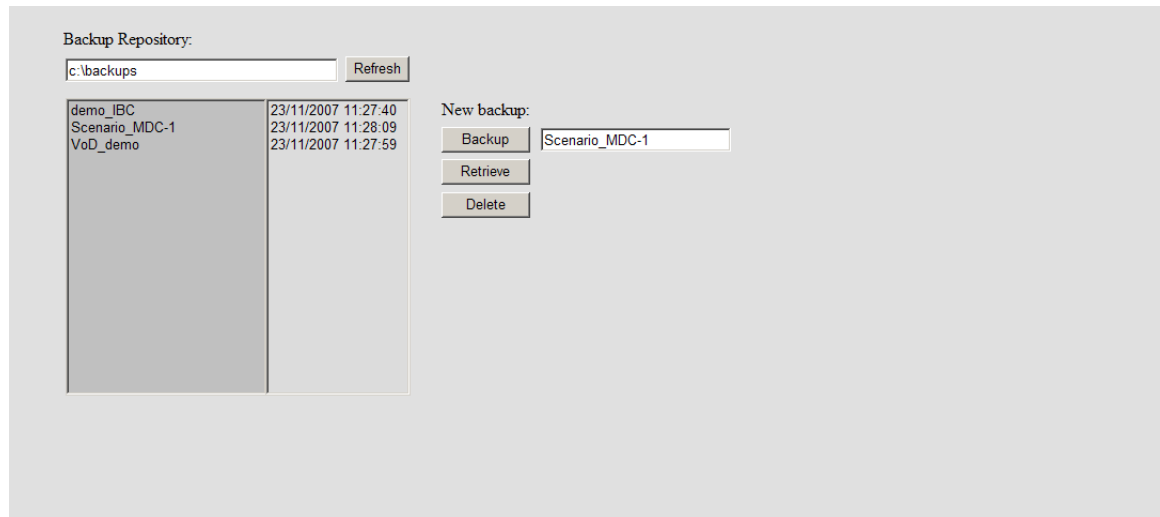 Backup Repository:
c:\backups
Refresh
demo_IBC 23/11/2007 11:27:40
Scenario_MDC-1 23/11/2007 11:28:09
VoD_demo 23/11/2007 11:27:59
New backup:
Backup Scenario_MDC-1
Retrieve
Delete